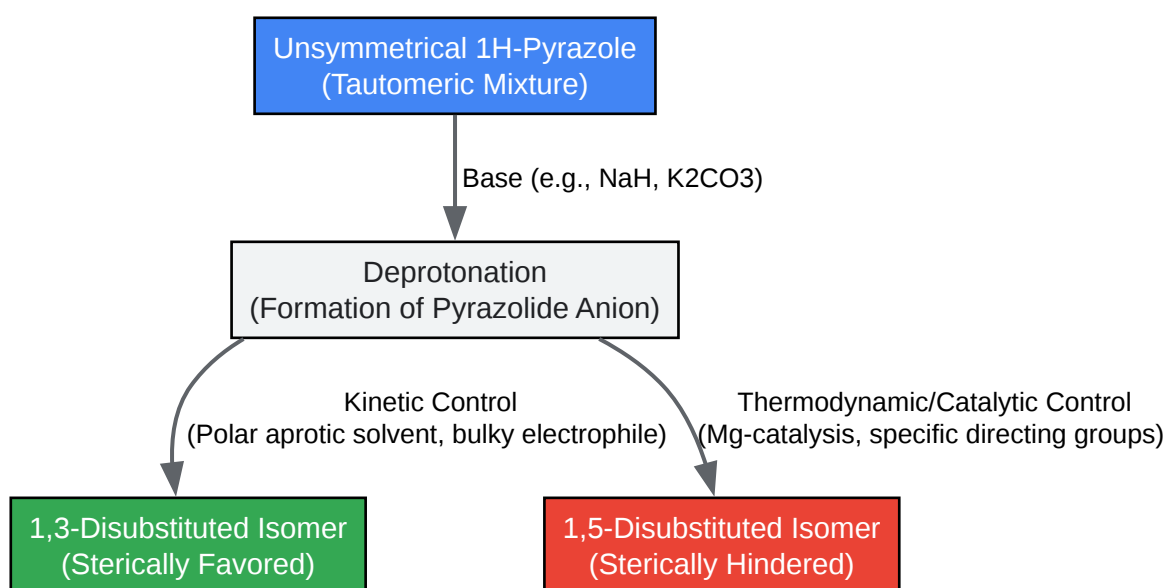 Unsymmetrical 1H-Pyrazole
(Tautomeric Mixture)
Base (e.g., NaH, K2CO3)
Deprotonation
(Formation of Pyrazolide Anion)
Kinetic Control
(Polar aprotic solvent, bulky electrophile)
Thermodynamic/Catalytic Control
(Mg-catalysis, specific directing groups)
1,3-Disubstituted Isomer
(Sterically Favored)
1,5-Disubstituted Isomer
(Sterically Hindered)